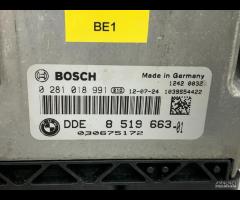 BE1
BOSCH
Made in Germany
1242 0032
0 281 018 991 12-07-24 1039S54422
DDE 8 519 663-01
030675172